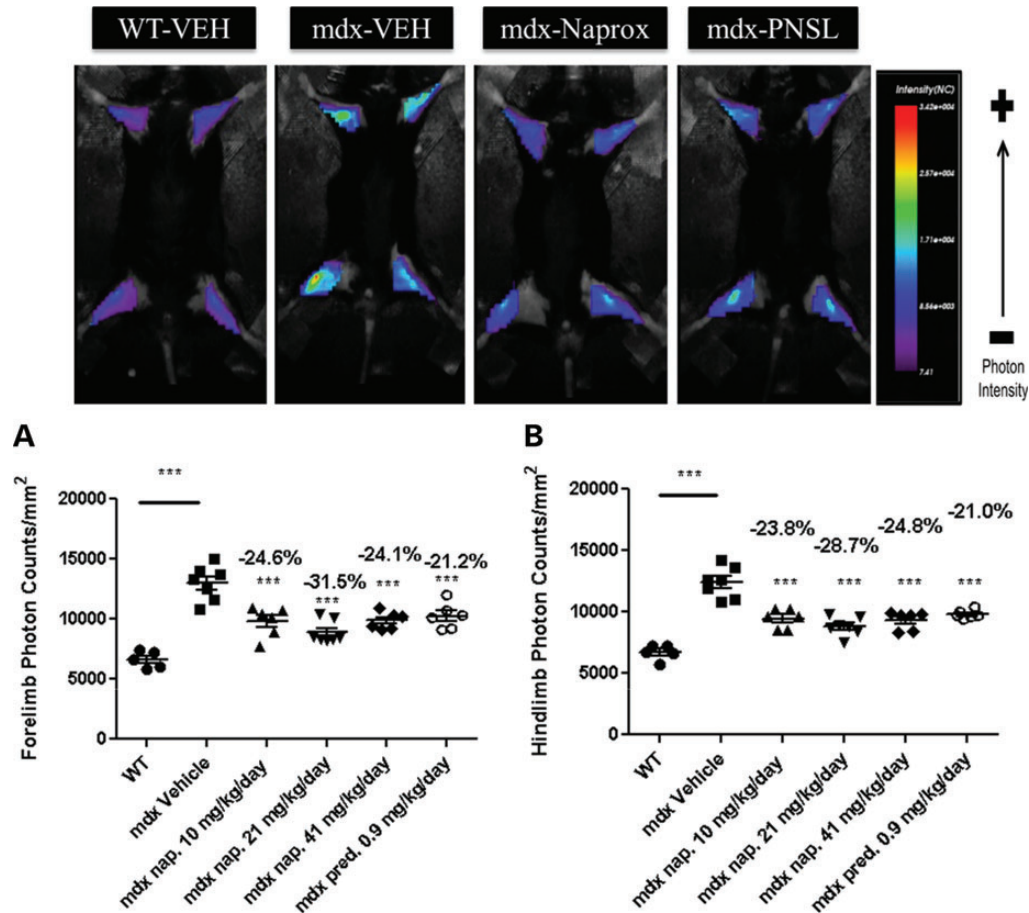 WT-VEH
mdx-VEH
mdx-Naprox
mdx-PNSL
Intensity(NC)
3.42e+004
2.57e+004
1.71e+004
8.56e+003
7.41
Photon
Intensity
A
Forelimb Photon Counts/mm²
20000
15000
10000
5000
0
***
-24.6%
***
-31.5%
***
-24.1%
***
-21.2%
***
WT
mdx Vehicle
mdx nap. 10 mg/kg/day
mdx nap. 21 mg/kg/day
mdx nap. 41 mg/kg/day
mdx pred. 0.9 mg/kg/day
B
Hindlimb Photon Counts/mm²
20000
15000
10000
5000
0
***
-23.8%
***
-28.7%
***
-24.8%
***
-21.0%
***
WT
mdx Vehicle
mdx nap. 10 mg/kg/day
mdx nap. 21 mg/kg/day
mdx nap. 41 mg/kg/day
mdx pred. 0.9 mg/kg/day